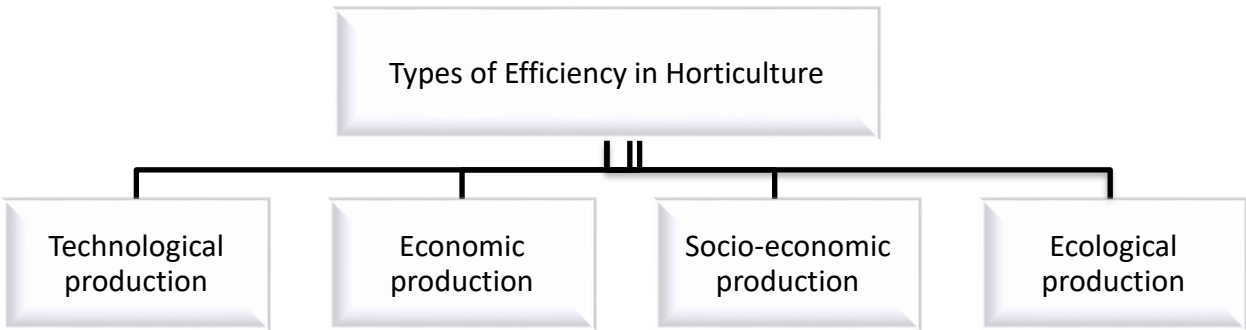 Types of Efficiency in Horticulture
Technological
production
Economic
production
Socio-economic
production
Ecological
production